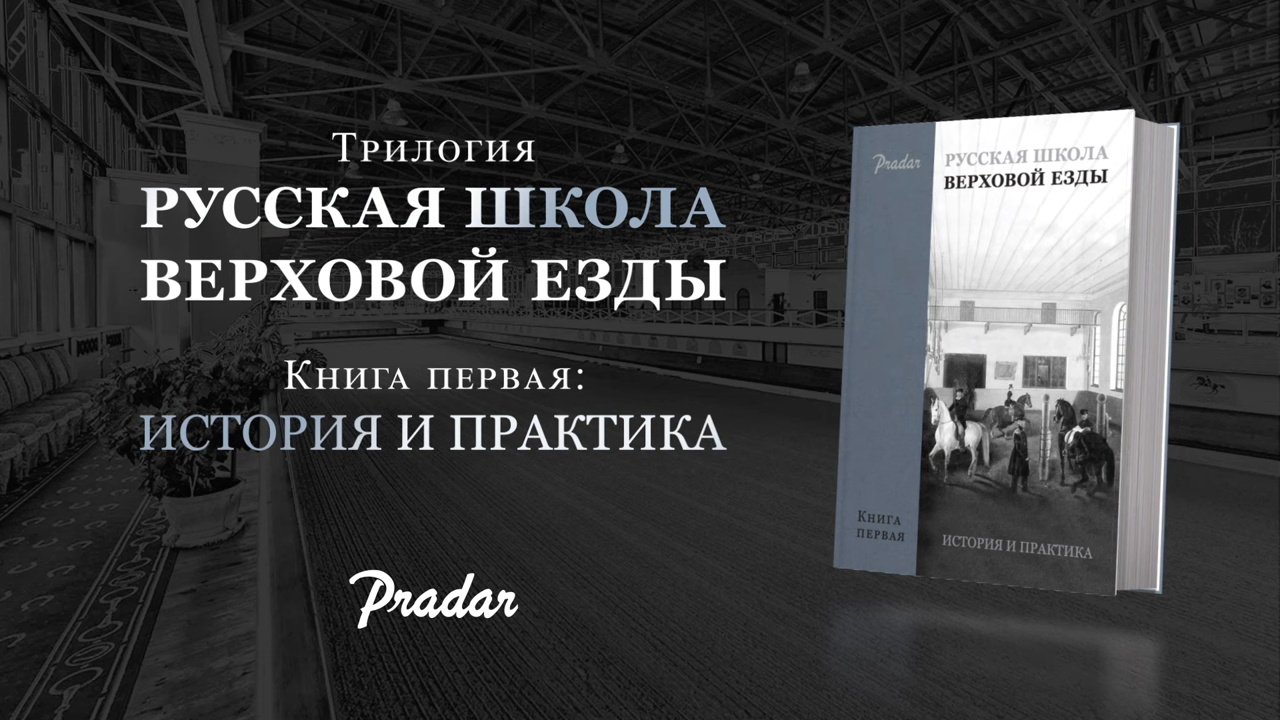 Трилогия
РУССКАЯ ШКОЛА
ВЕРХОВОЙ ЕЗДЫ
Книга первая:
ИСТОРИЯ И ПРАКТИКА
Pradar
Pradar
РУССКАЯ ШКОЛА
ВЕРХОВОЙ ЕЗДЫ
Книга
первая
ИСТОРИЯ И ПРАКТИКА